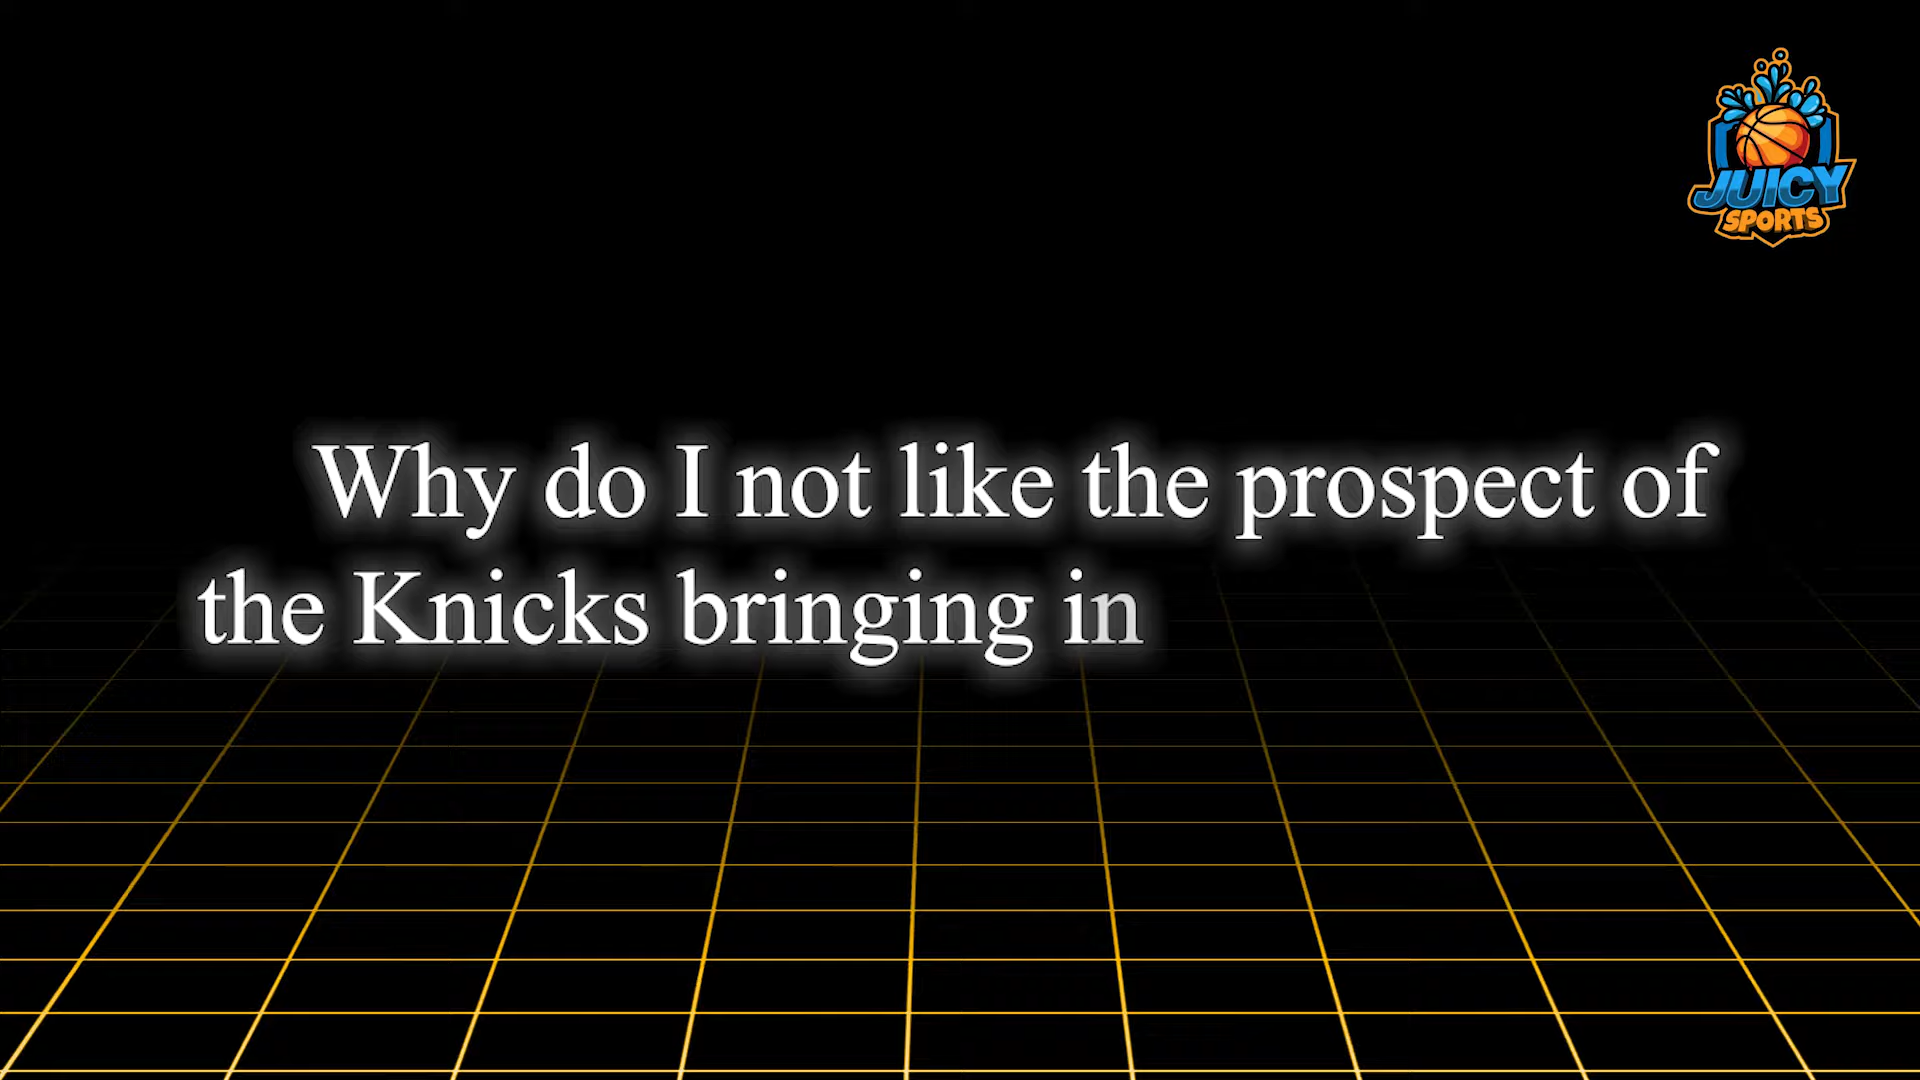 JUICY
SPORTS
Why do I not like the prospect of
the Knicks bringing in